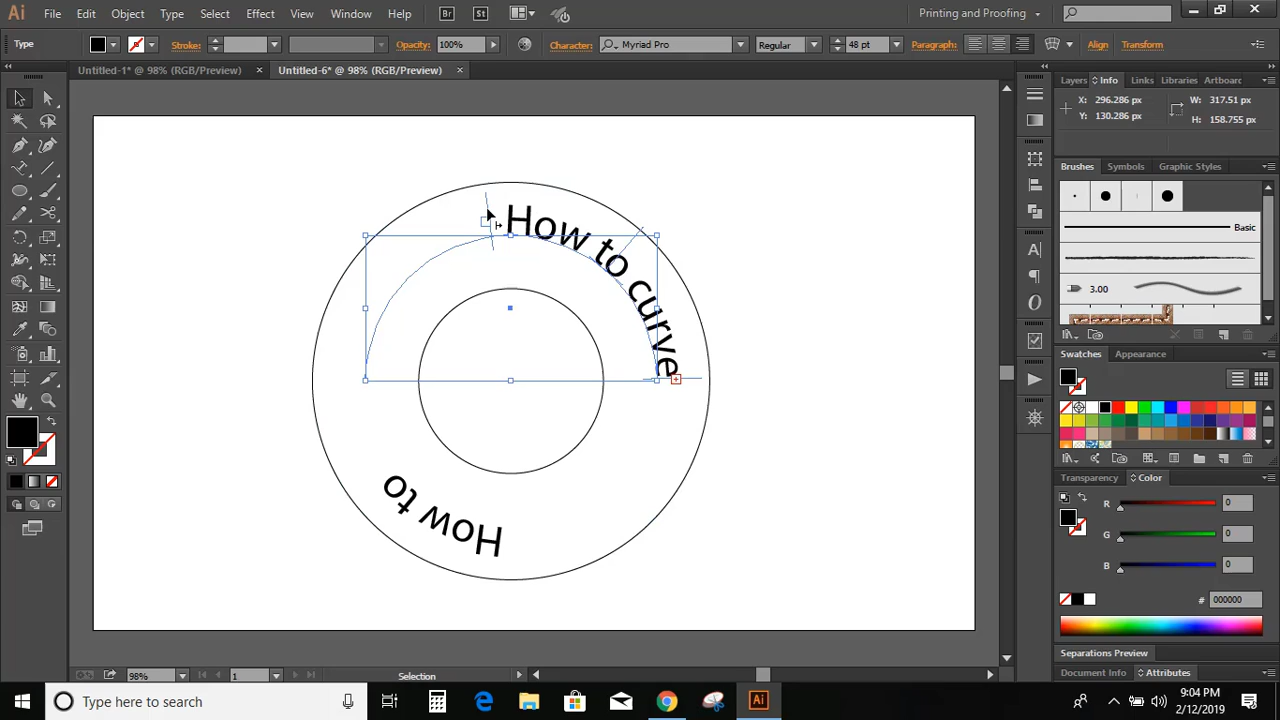 Ai File Edit Object Type Select Effect View Window Help Br St Printing and Proofing
Type Stroke: Opacity: 100% Character: Myriad Pro Regular 48 pt Paragraph: Align Transform
Untitled-1* @ 98% (RGB/Preview) × Untitled-6* @ 98% (RGB/Preview) ×
Layers Info Links Libraries Artboarc
X: 296.286 px W: 317.51 px
Y: 130.286 px H: 158.755 px
Brushes Symbols Graphic Styles
Basic
3.00
Swatches Appearance
Transparency Color
R 0
G 0
B 0
# 000000
Separations Preview
Document Info Attributes
How to curve
How to
98% 1 Selection
Type here to search
Ai
9:04 PM
2/12/2019